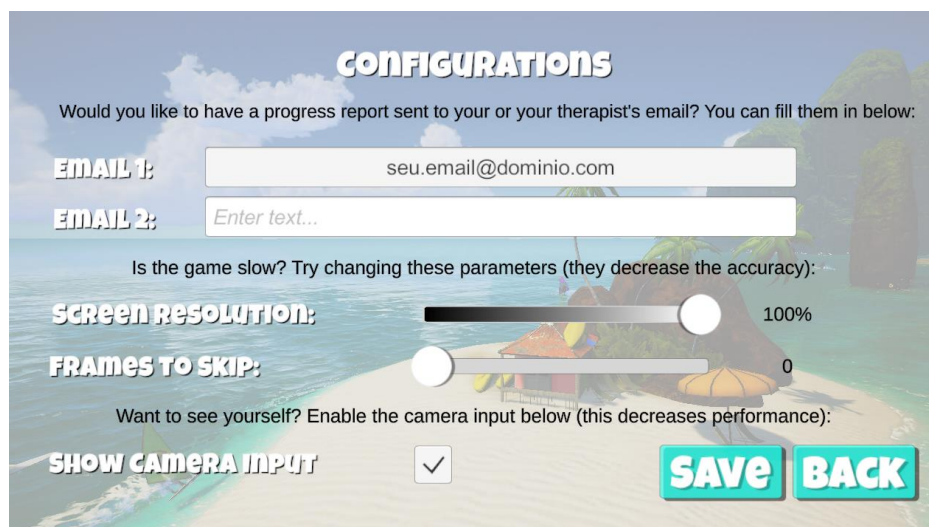 CONFIGURATIONS
Would you like to have a progress report sent to your or your therapist's email? You can fill them in below:
EMAIL 1: seu.email@dominio.com
EMAIL 2: Enter text...
Is the game slow? Try changing these parameters (they decrease the accuracy):
SCREEN RESOLUTION: 100%
FRAMES TO SKIP: 0
Want to see yourself? Enable the camera input below (this decreases performance):
SHOW CAMERA INPUT SAVE BACK